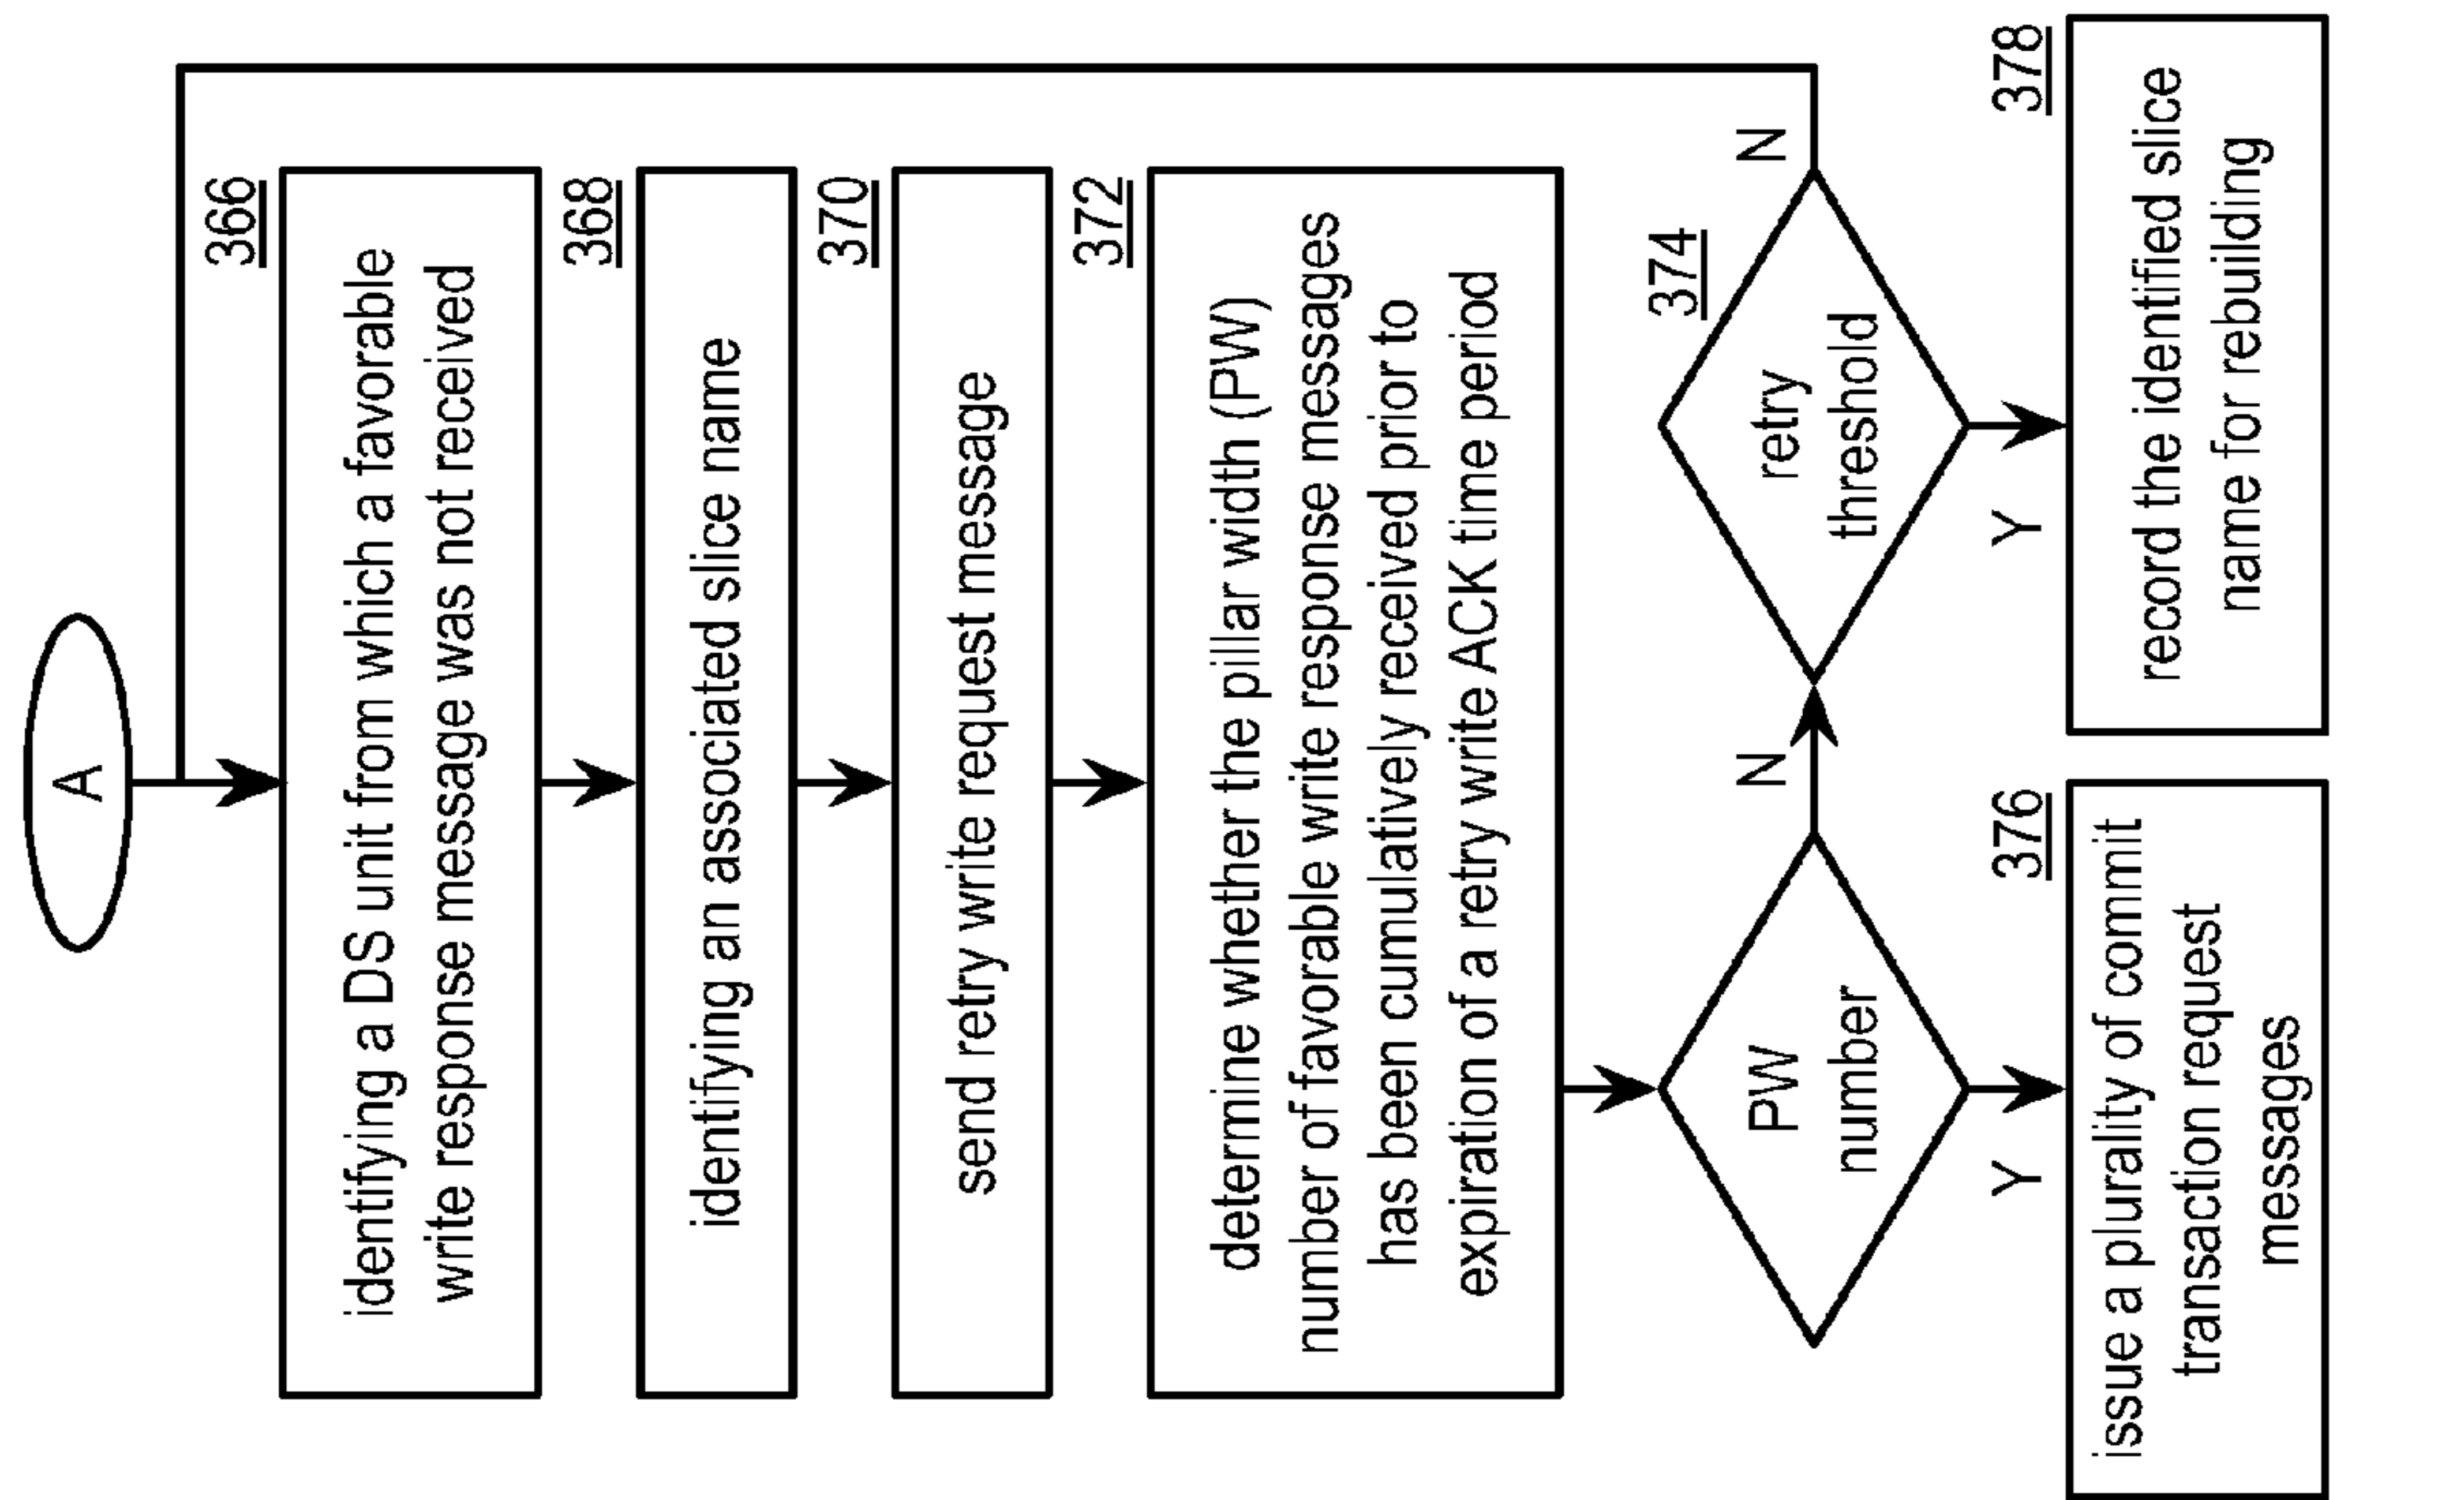 A
366
identifying a DS unit from which a favorable
write response message was not received
368
identifying an associated slice name
370
send retry write request message
372
determine whether the pillar width (PW)
number of favorable write response messages
has been cumulatively received prior to
expiration of a retry write ACK time period
PW
number
N
Y
374
retry
threshold
N
Y
376
issue a plurality of commit
transaction request
messages
378
record the identified slice
name for rebuilding